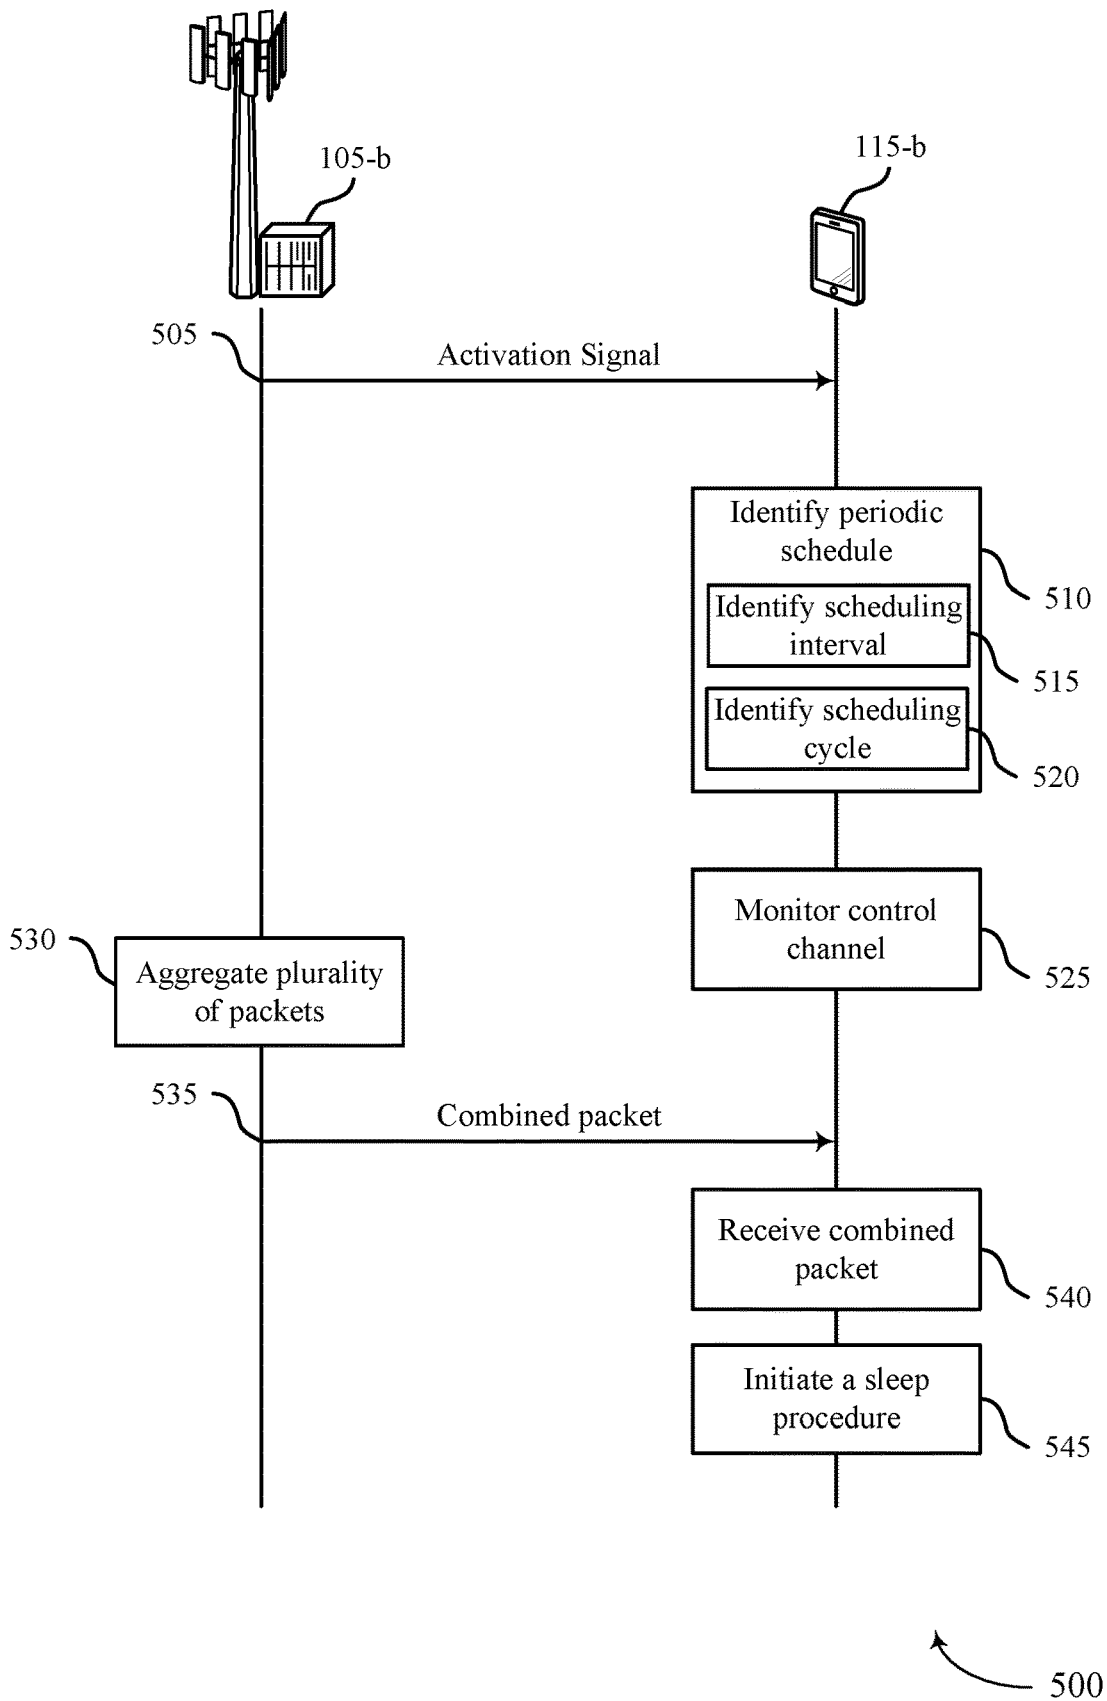 105-b
115-b
505
Activation Signal
Identify periodic
schedule
510
Identify scheduling
interval
515
Identify scheduling
cycle
520
Monitor control
channel
525
530
Aggregate plurality
of packets
535
Combined packet
Receive combined
packet
540
Initiate a sleep
procedure
545
500